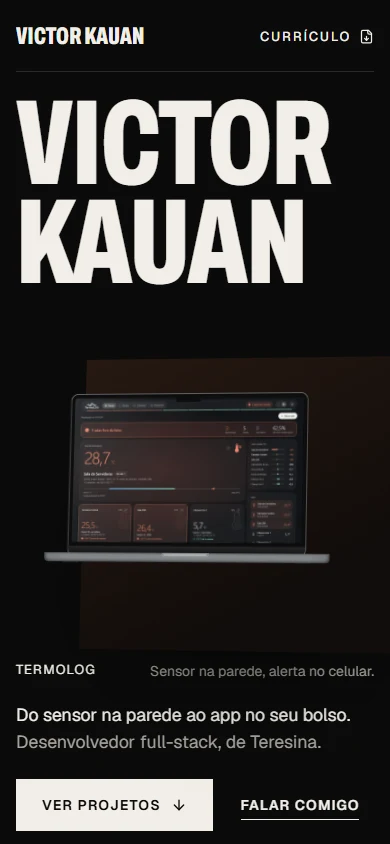 VICTOR KAUAN
CURRÍCULO
VICTOR
KAUAN
28,7
25,5
26,4
5,7
TERMOLOG
Sensor na parede, alerta no celular.
Do sensor na parede ao app no seu bolso.
Desenvolvedor full-stack, de Teresina.
VER PROJETOS ↓
FALAR COMIGO